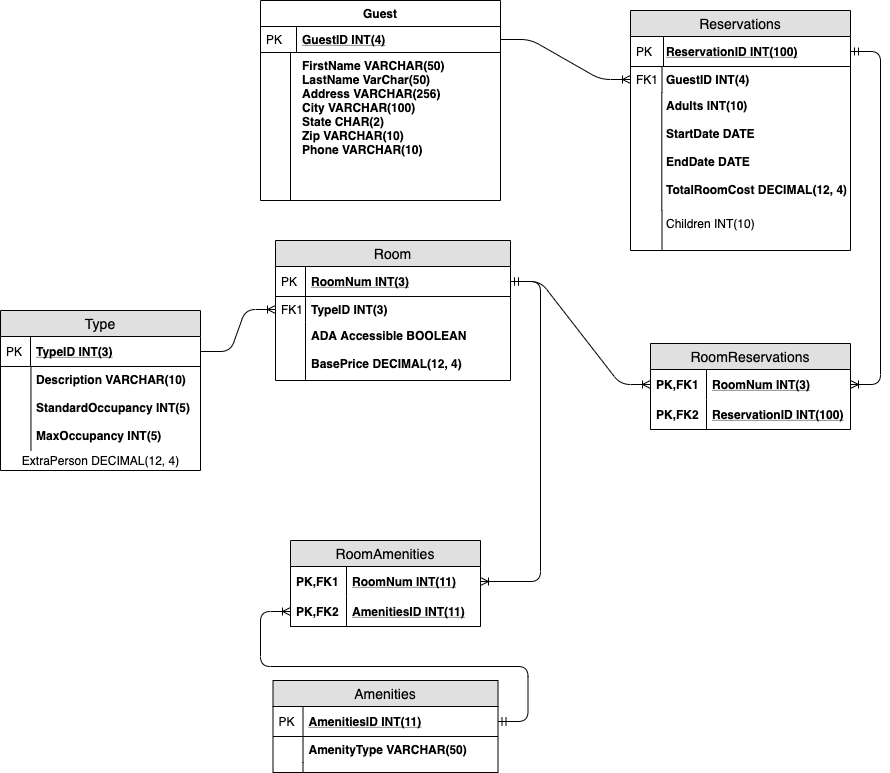 Guest
PK GuestID INT(4)
FirstName VARCHAR(50)
LastName VarChar(50)
Address VARCHAR(256)
City VARCHAR(100)
State CHAR(2)
Zip VARCHAR(10)
Phone VARCHAR(10)
Reservations
PK ReservationID INT(100)
FK1 GuestID INT(4)
Adults INT(10)
StartDate DATE
EndDate DATE
TotalRoomCost DECIMAL(12, 4)
Children INT(10)
Room
PK RoomNum INT(3)
FK1 TypeID INT(3)
ADA Accessible BOOLEAN
BasePrice DECIMAL(12, 4)
Type
PK TypeID INT(3)
Description VARCHAR(10)
StandardOccupancy INT(5)
MaxOccupancy INT(5)
ExtraPerson DECIMAL(12, 4)
RoomReservations
PK,FK1 RoomNum INT(3)
PK,FK2 ReservationID INT(100)
RoomAmenities
PK,FK1 RoomNum INT(11)
PK,FK2 AmenitiesID INT(11)
Amenities
PK AmenitiesID INT(11)
AmenityType VARCHAR(50)